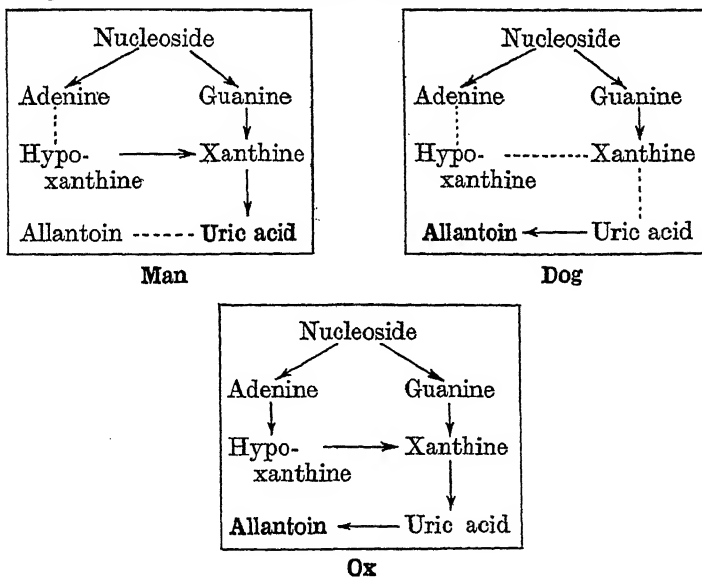 Nucleoside
Adenine Guanine
Hypo- Xanthine
xanthine
Allantoin Uric acid
Man
Nucleoside
Adenine Guanine
Hypo- Xanthine
xanthine
Allantoin Uric acid
Dog
Nucleoside
Adenine Guanine
Hypo- Xanthine
xanthine
Allantoin Uric acid
Ox